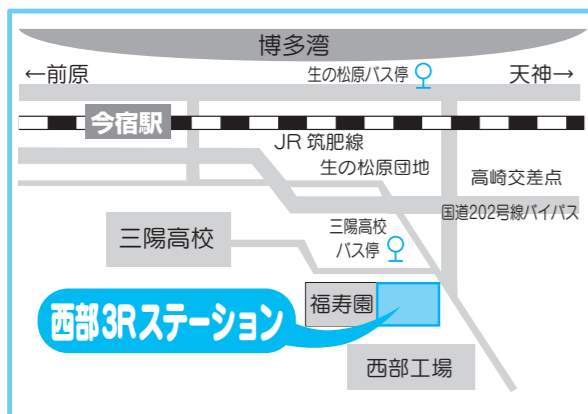 博多湾
←前原
生の松原バス停
天神→
今宿駅
JR 筑肥線
生の松原団地
高崎交差点
国道202号線バイパス
三陽高校
三陽高校
バス停
福寿園
西部3Rステーション
西部工場